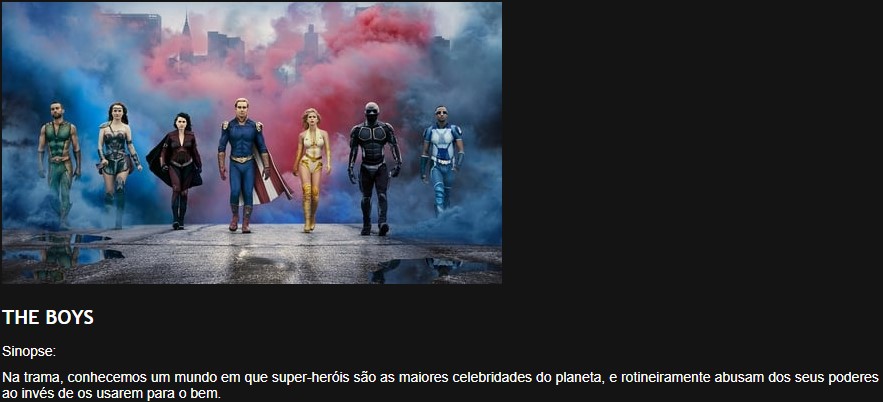 THE BOYS
Sinopse:
Na trama, conhecemos um mundo em que super-heróis são as maiores celebridades do planeta, e rotineiramente abusam dos seus poderes
ao invés de os usarem para o bem.